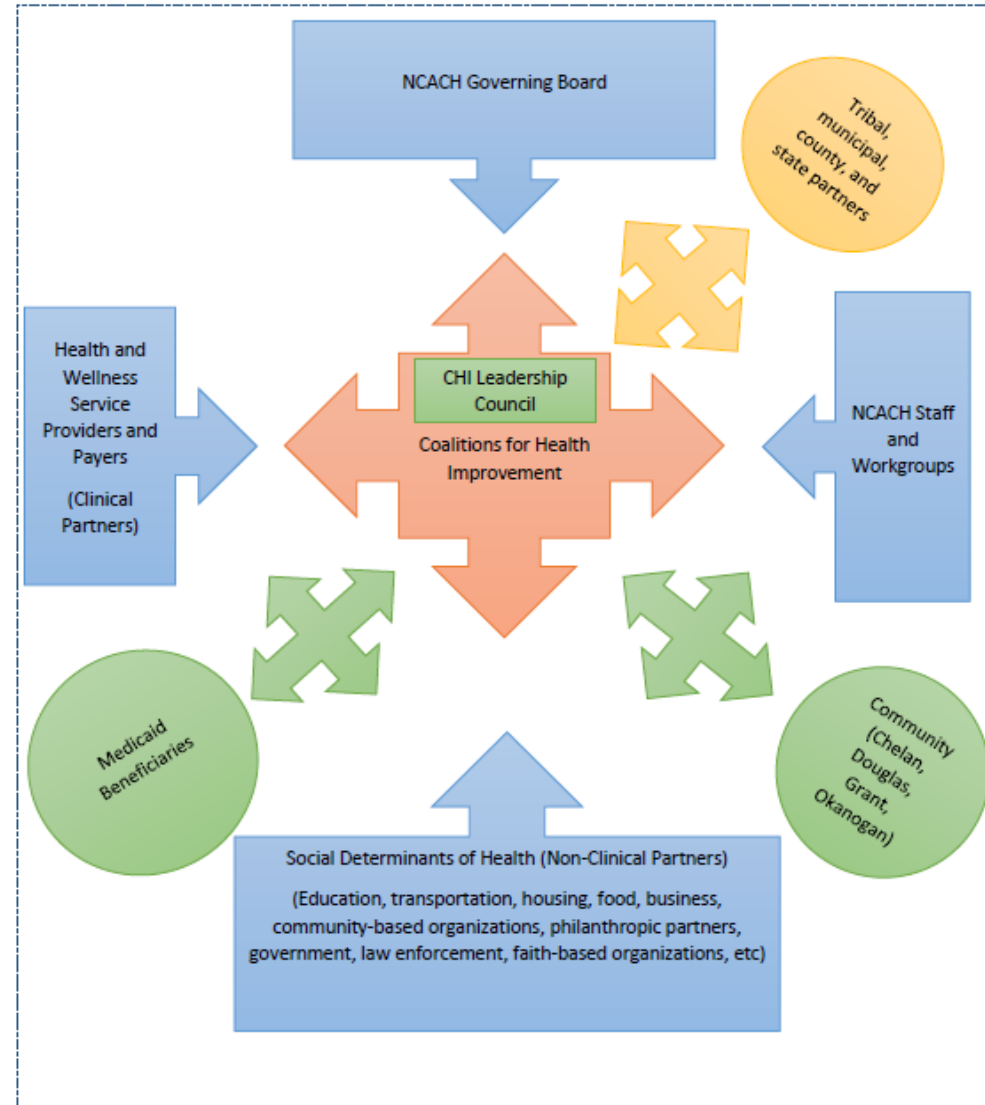 NCACH Governing Board
Tribal,
municipal,
county, and
state partners
Health and
Wellness
Service
Providers and
Payers
(Clinical
Partners)
CHI Leadership
Council
Coalitions for Health
Improvement
NCACH Staff
and
Workgroups
Medicaid
Beneficiaries
Community
(Chelan,
Douglas,
Grant,
Okanogan)
Social Determinants of Health (Non-Clinical Partners)
(Education, transportation, housing, food, business,
community-based organizations, philanthropic partners,
government, law enforcement, faith-based organizations, etc)